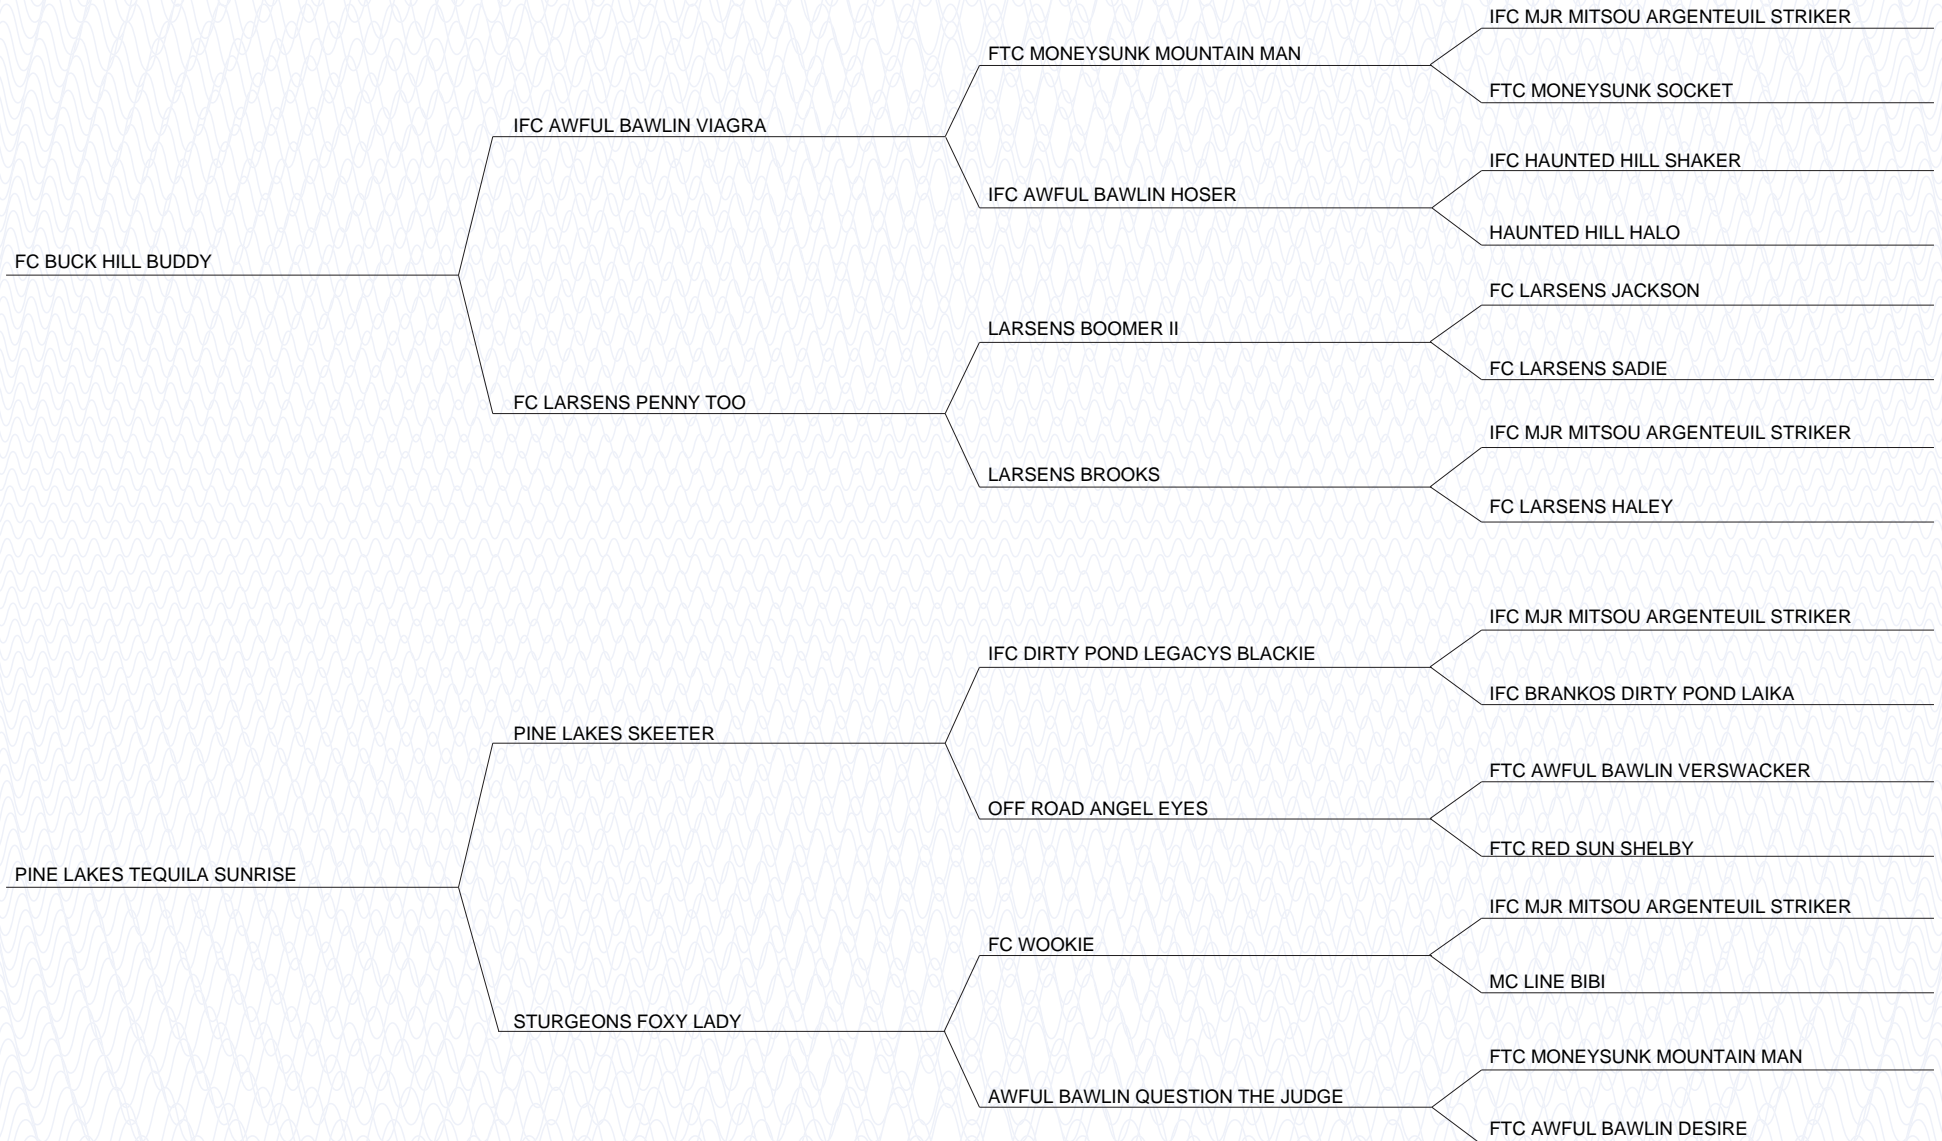 IFC MJR MITSOU ARGENTEUIL STRIKER
FTC MONEYSUNK MOUNTAIN MAN
FTC MONEYSUNK SOCKET
IFC AWFUL BAWLIN VIAGRA
IFC HAUNTED HILL SHAKER
IFC AWFUL BAWLIN HOSER
HAUNTED HILL HALO
FC BUCK HILL BUDDY
FC LARSENS JACKSON
LARSENS BOOMER II
FC LARSENS SADIE
FC LARSENS PENNY TOO
IFC MJR MITSOU ARGENTEUIL STRIKER
LARSENS BROOKS
FC LARSENS HALEY
IFC MJR MITSOU ARGENTEUIL STRIKER
IFC DIRTY POND LEGACYS BLACKIE
IFC BRANKOS DIRTY POND LAIKA
PINE LAKES SKEETER
FTC AWFUL BAWLIN VERSWACKER
OFF ROAD ANGEL EYES
FTC RED SUN SHELBY
PINE LAKES TEQUILA SUNRISE
IFC MJR MITSOU ARGENTEUIL STRIKER
FC WOOKIE
MC LINE BIBI
STURGEONS FOXY LADY
FTC MONEYSUNK MOUNTAIN MAN
AWFUL BAWLIN QUESTION THE JUDGE
FTC AWFUL BAWLIN DESIRE